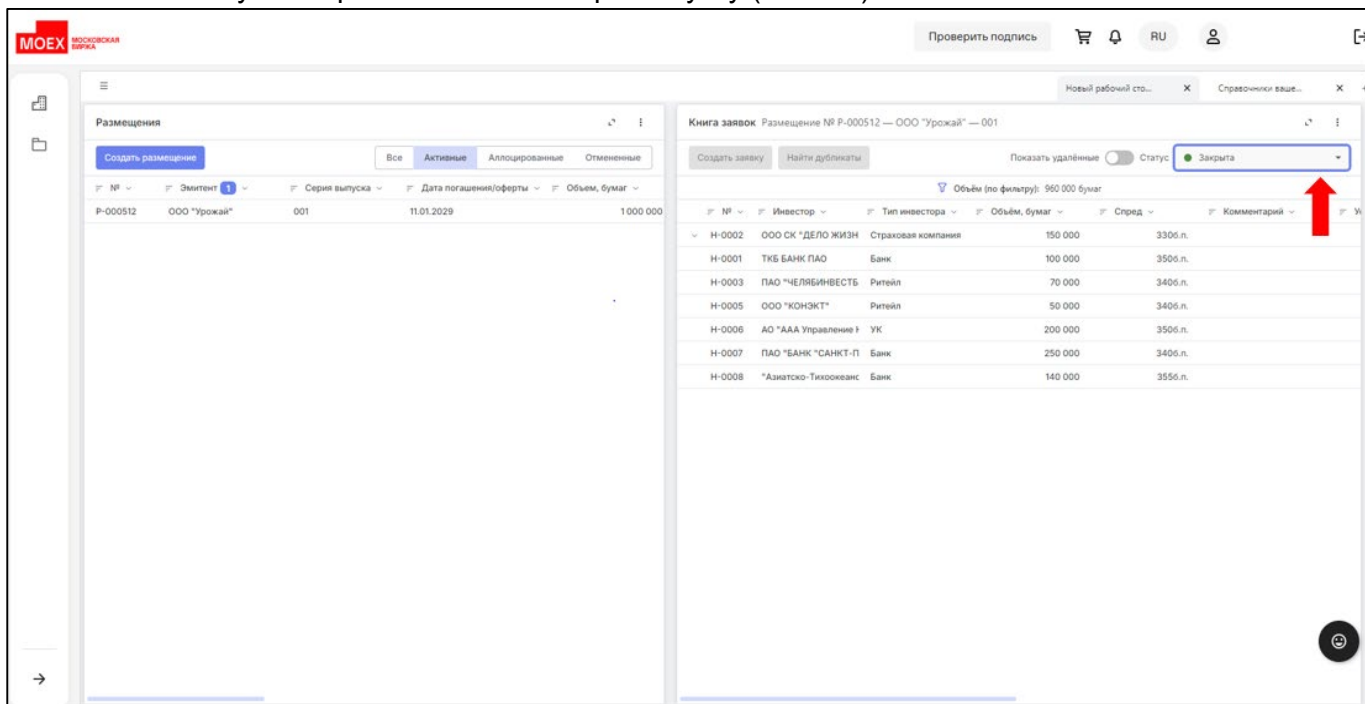 MOEX МОСКОВСКАЯ БИРЖА
Проверить подпись RU
Новый рабочий сто... Справочники ваше...
Размещения
Создать размещение Все Активные Аллоцированные Отмененные
№ Эмитент 1 Серия выпуска Дата погашения/оферты Объем, бумаг
P-000512 ООО "Урожай" 001 11.01.2029 1 000 000
Книга заявок Размещение № P-000512 — ООО "Урожай" — 001
Создать заявку Найти дубликаты Показать удалённые Статус Закрыта
Объём (по фильтру): 960 000 бумаг
№ Инвестор Тип инвестора Объём, бумаг Спред Комментарий
H-0002 ООО СК "ДЕЛО ЖИЗН Страховая компания 150 000 330б.п.
H-0001 ТКБ БАНК ПАО Банк 100 000 350б.п.
H-0003 ПАО "ЧЕЛЯБИНВЕСТБ Ритейл 70 000 340б.п.
H-0005 ООО "КОНЭКТ" Ритейл 50 000 340б.п.
H-0006 АО "ААА Управление УК 200 000 350б.п.
H-0007 ПАО "БАНК "САНКТ-П Банк 250 000 340б.п.
H-0008 "Азиатско-Тихоокеанс Банк 140 000 355б.п.